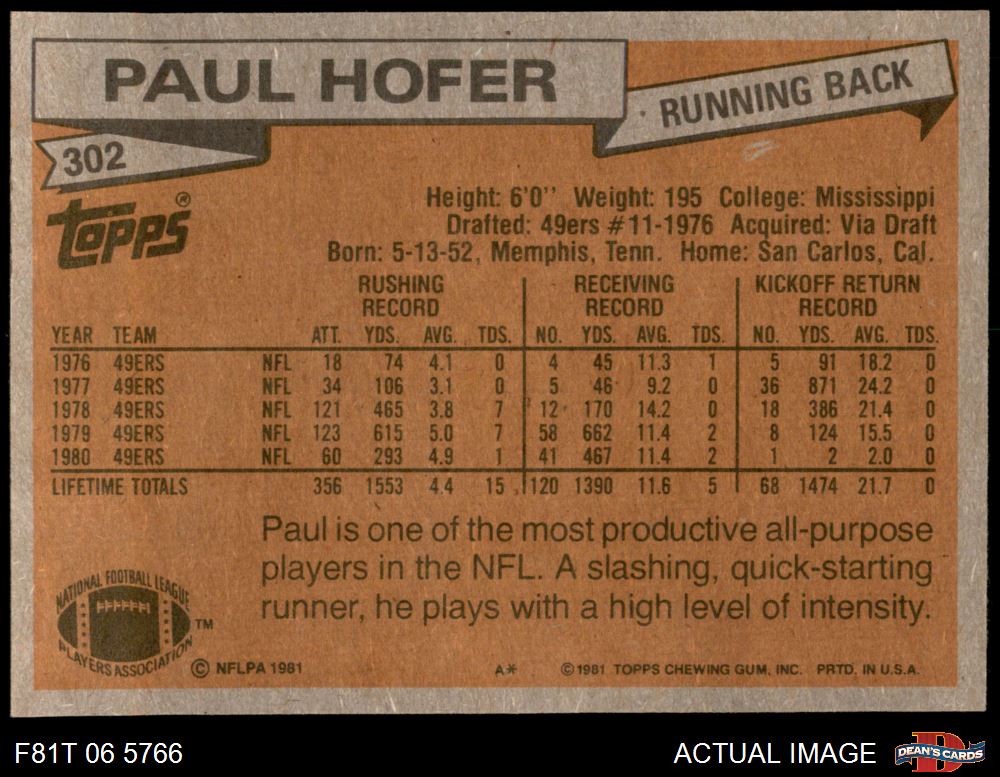 PAUL HOFER
RUNNING BACK
302
TOPPS®
Height: 6'0'' Weight: 195 College: Mississippi
Drafted: 49ers #11-1976 Acquired: Via Draft
Born: 5-13-52, Memphis, Tenn. Home: San Carlos, Cal.
RUSHING RECORD RECEIVING RECORD KICKOFF RETURN RECORD
YEAR TEAM ATT. YDS. AVG. TDS. NO. YDS. AVG. TDS. NO. YDS. AVG. TDS.
1976 49ERS NFL 18 74 4.1 0 4 45 11.3 1 5 91 18.2 0
1977 49ERS NFL 34 106 3.1 0 5 46 9.2 0 36 871 24.2 0
1978 49ERS NFL 121 465 3.8 7 12 170 14.2 0 18 386 21.4 0
1979 49ERS NFL 123 615 5.0 7 58 662 11.4 2 8 124 15.5 0
1980 49ERS NFL 60 293 4.9 1 41 467 11.4 2 1 2 2.0 0
LIFETIME TOTALS 356 1553 4.4 15 120 1390 11.6 5 68 1474 21.7 0
Paul is one of the most productive all-purpose
players in the NFL. A slashing, quick-starting
runner, he plays with a high level of intensity.
NATIONAL FOOTBALL LEAGUE
PLAYERS ASSOCIATION TM
© NFLPA 1981 A* ©1981 TOPPS CHEWING GUM, INC. PRTD. IN U.S.A.
F81T 06 5766 ACTUAL IMAGE D DEAN'S CARDS